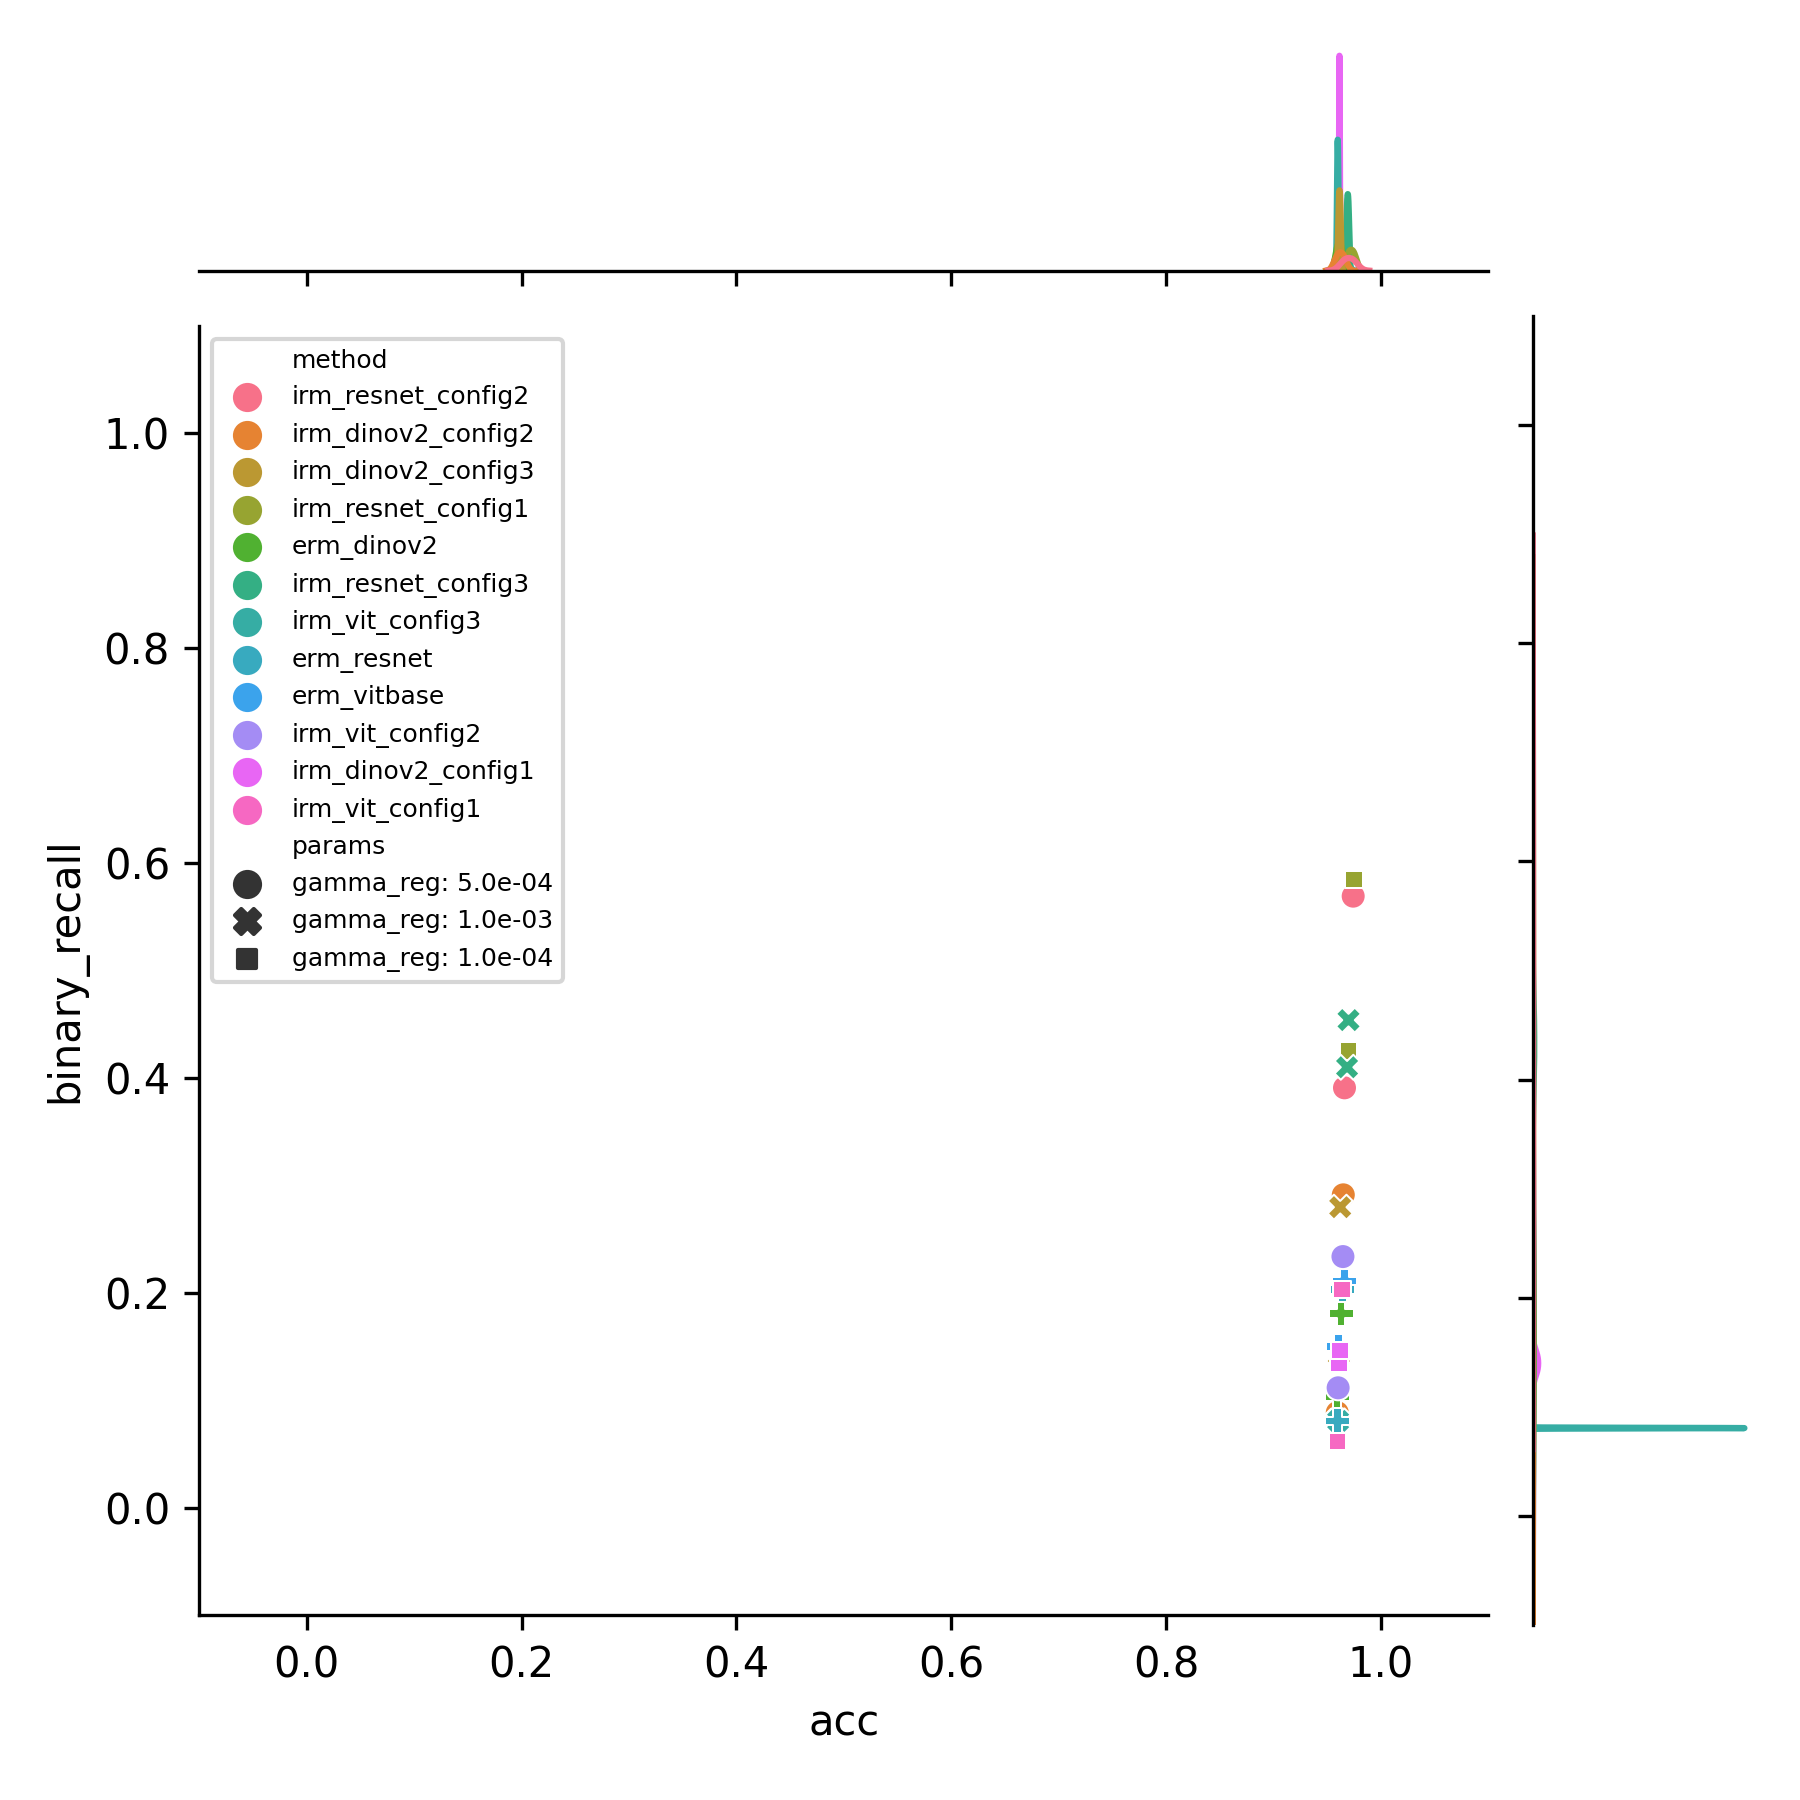 method
irm_resnet_config2
irm_dinov2_config2
irm_dinov2_config3
irm_resnet_config1
erm_dinov2
irm_resnet_config3
irm_vit_config3
erm_resnet
erm_vitbase
irm_vit_config2
irm_dinov2_config1
irm_vit_config1
params
gamma_reg: 5.0e-04
gamma_reg: 1.0e-03
gamma_reg: 1.0e-04
1.0
0.8
0.6
0.4
0.2
0.0
binary_recall
0.0 0.2 0.4 0.6 0.8 1.0
acc